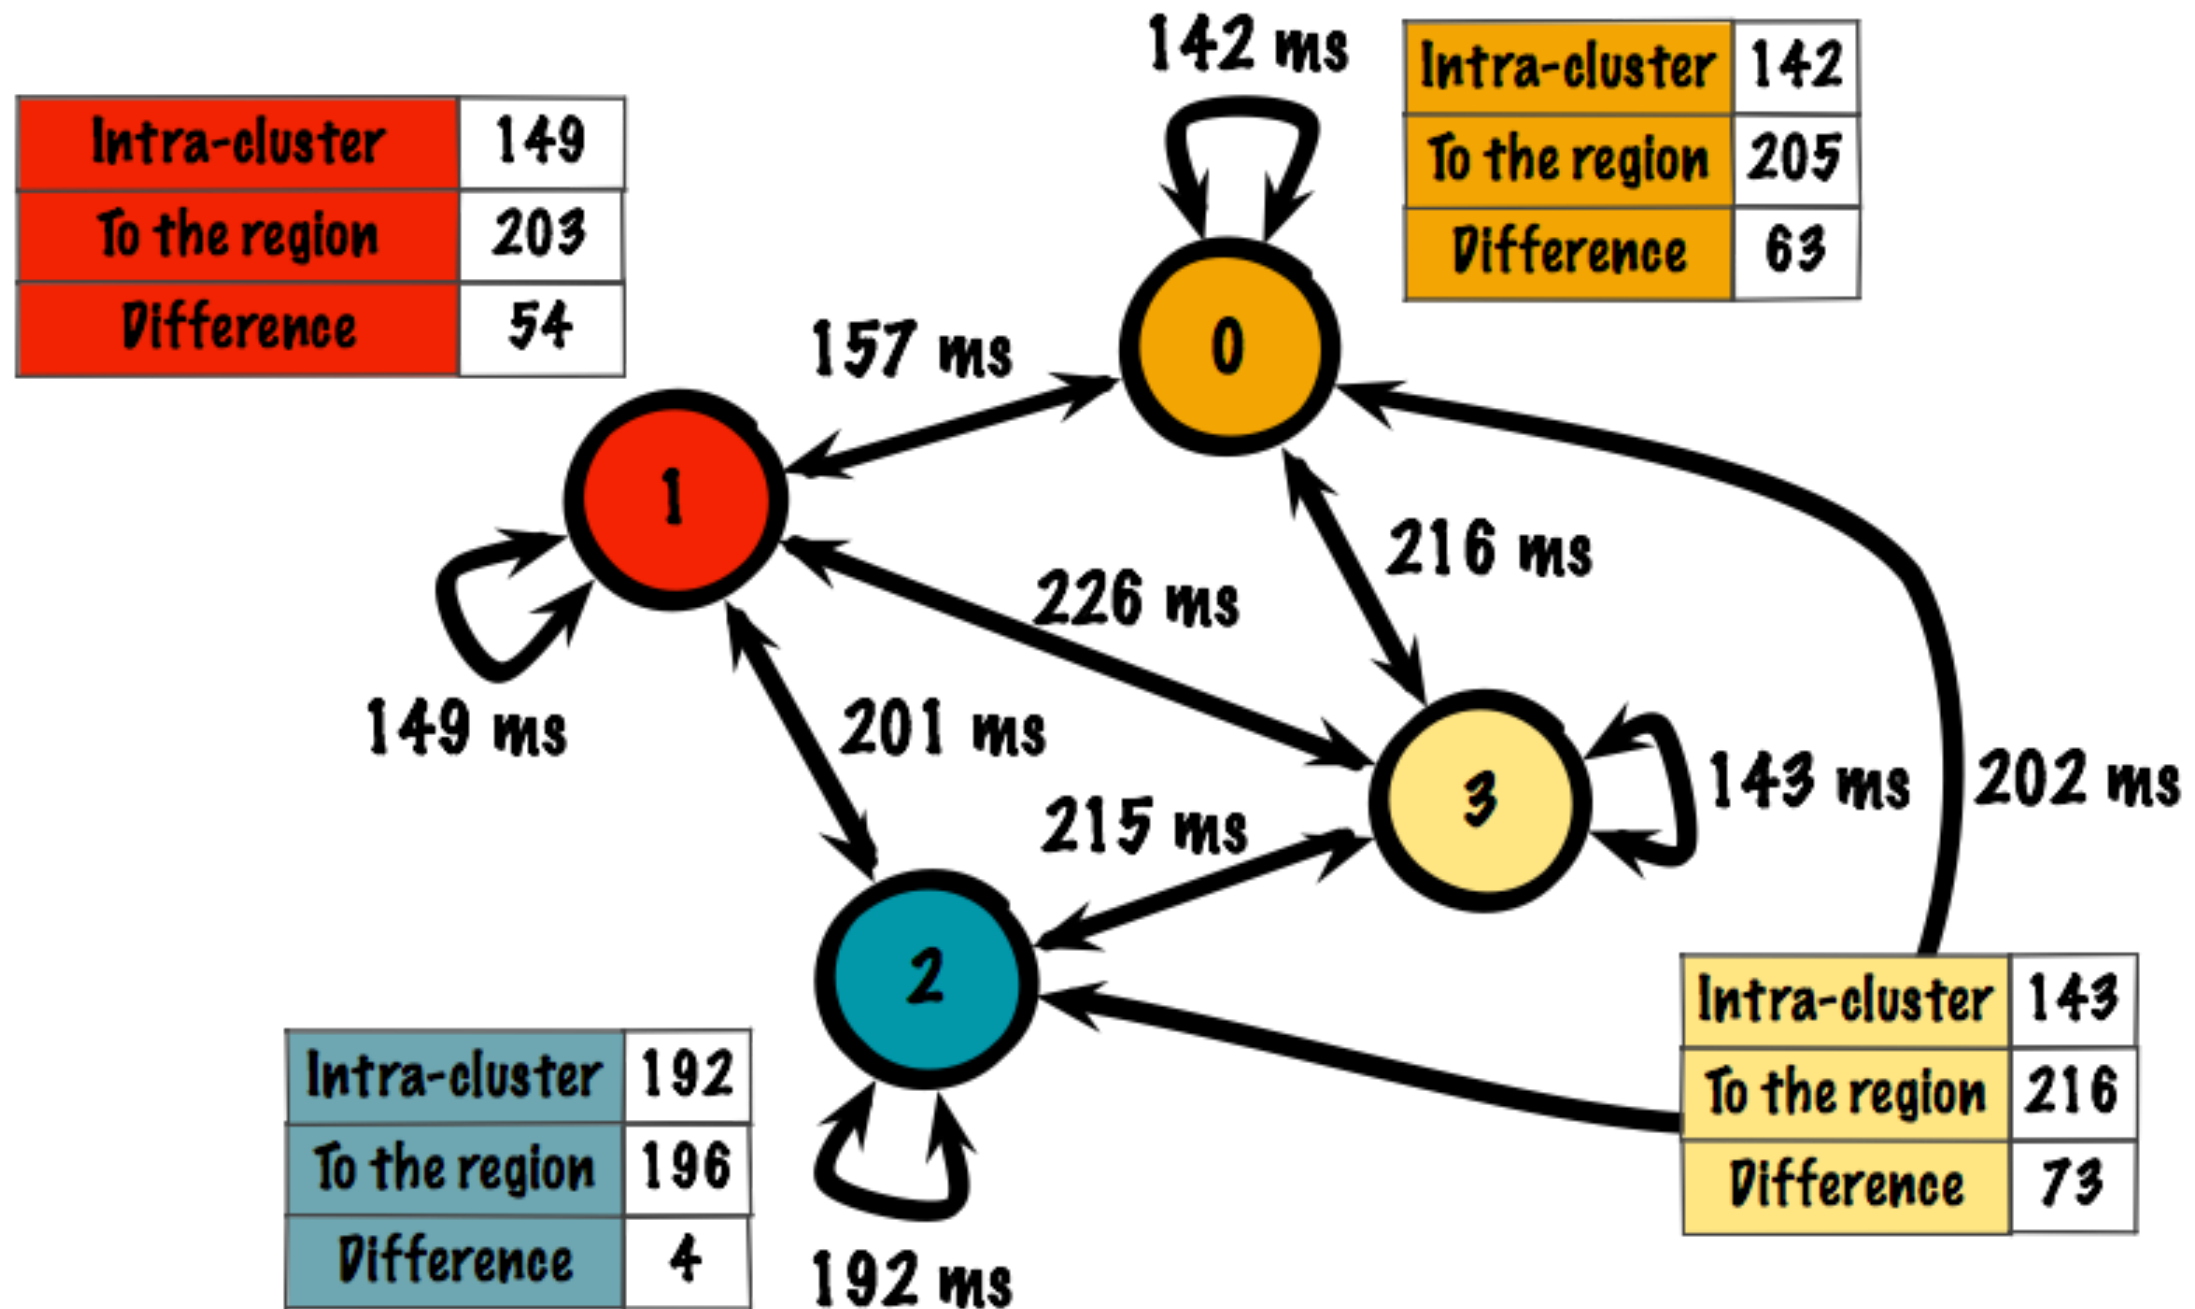 142 ms
Intra-cluster 142
To the region 205
Difference 63
Intra-cluster 149
To the region 203
Difference 54
157 ms
0
1
216 ms
226 ms
149 ms
201 ms
3
143 ms
202 ms
215 ms
2
Intra-cluster 143
To the region 216
Difference 73
Intra-cluster 192
To the region 196
Difference 4
192 ms